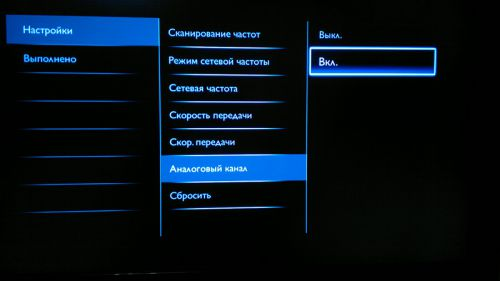 Настройки
Выполнено
Сканирование частот
Режим сетевой частоты
Сетевая частота
Скорость передачи
Скор. передачи
Аналоговый канал
Сбросить
Выкл.
Вкл.